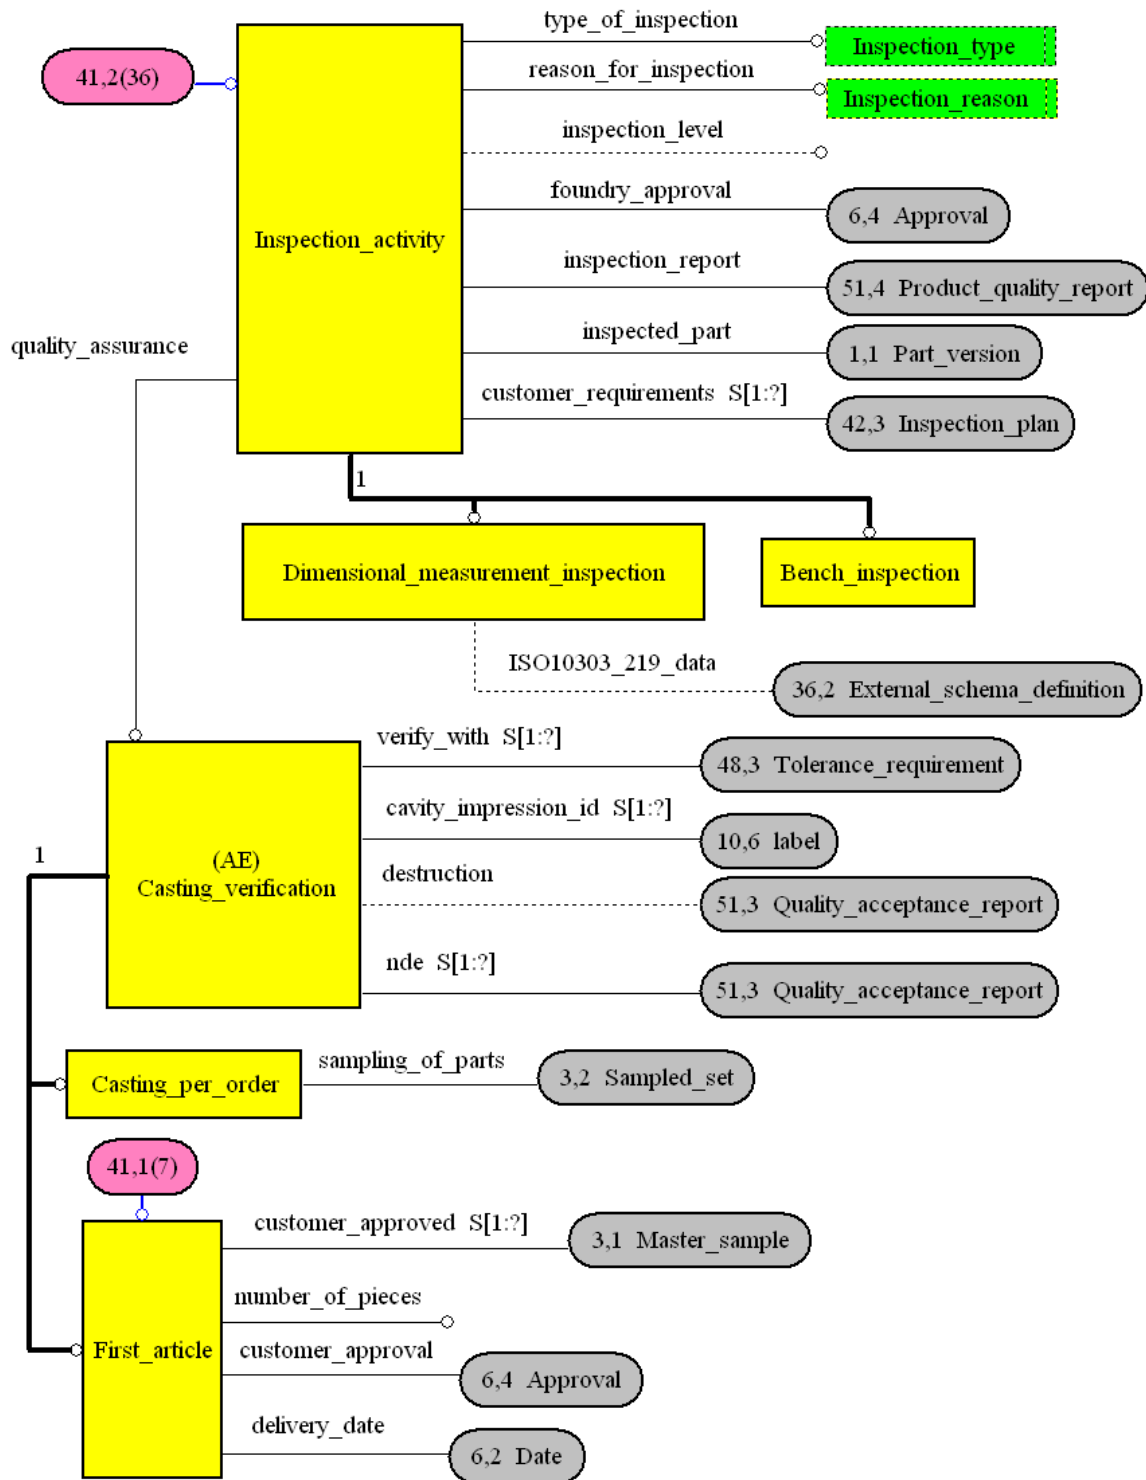 type_of_inspection
Inspection_type
41,2(36)
reason_for_inspection
Inspection_reason
inspection_level
foundry_approval
6,4 Approval
Inspection_activity
inspection_report
51,4 Product_quality_report
quality_assurance
inspected_part
1,1 Part_version
customer_requirements S[1:?]
42,3 Inspection_plan
1
Dimensional_measurement_inspection
Bench_inspection
ISO10303_219_data
36,2 External_schema_definition
verify_with S[1:?]
48,3 Tolerance_requirement
cavity_impression_id S[1:?]
10,6 label
1
(AE)
Casting_verification
destruction
51,3 Quality_acceptance_report
nde S[1:?]
51,3 Quality_acceptance_report
Casting_per_order
sampling_of_parts
3,2 Sampled_set
41,1(7)
customer_approved S[1:?]
3,1 Master_sample
number_of_pieces
First_article
customer_approval
6,4 Approval
delivery_date
6,2 Date